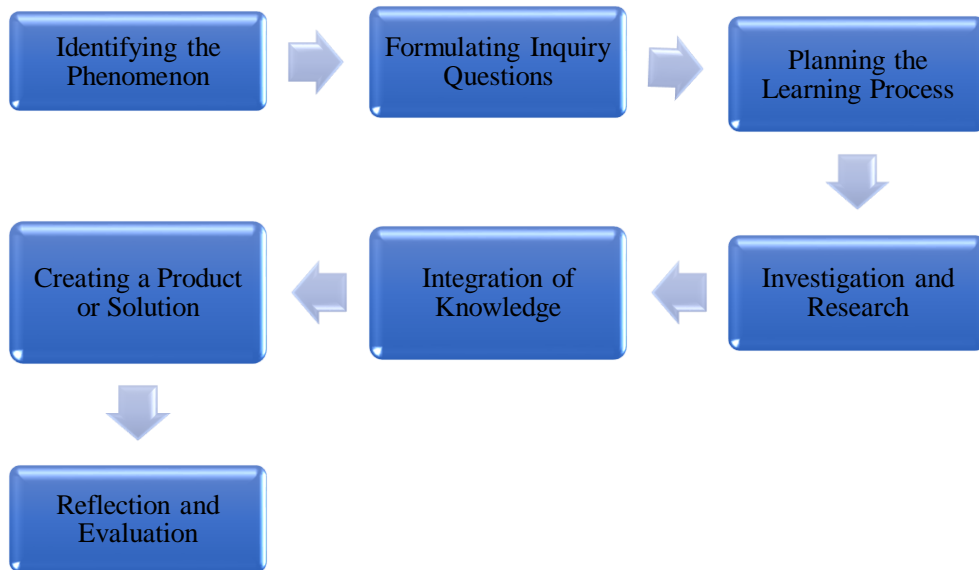 Identifying the
Phenomenon
Formulating Inquiry
Questions
Planning the
Learning Process
Investigation and
Research
Integration of
Knowledge
Creating a Product
or Solution
Reflection and
Evaluation